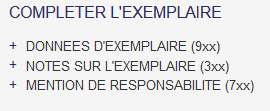 COMPLETER L'EXEMPLAIRE
+ DONNEES D'EXEMPLAIRE (9xx)
+ NOTES SUR L'EXEMPLAIRE (3xx)
+ MENTION DE RESPONSABILITE (7xx)